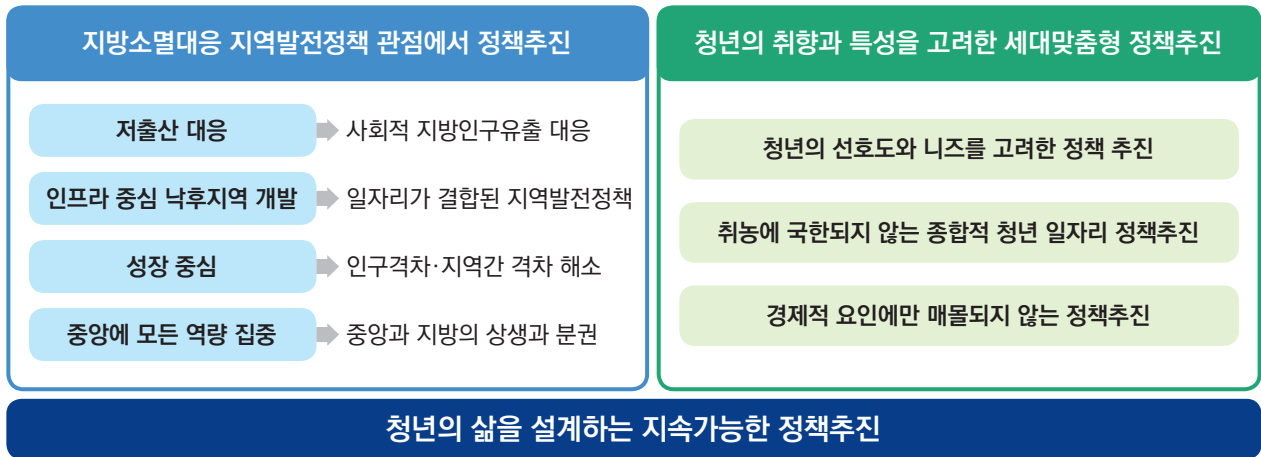 지방소멸대응 지역발전정책 관점에서 정책추진
저출산 대응 사회적 지방인구유출 대응
인프라 중심 낙후지역 개발 일자리가 결합된 지역발전정책
성장 중심 인구격차·지역간 격차 해소
중앙에 모든 역량 집중 중앙과 지방의 상생과 분권
청년의 취향과 특성을 고려한 세대맞춤형 정책추진
청년의 선호도와 니즈를 고려한 정책 추진
취농에 국한되지 않는 종합적 청년 일자리 정책추진
경제적 요인에만 매몰되지 않는 정책추진
청년의 삶을 설계하는 지속가능한 정책추진